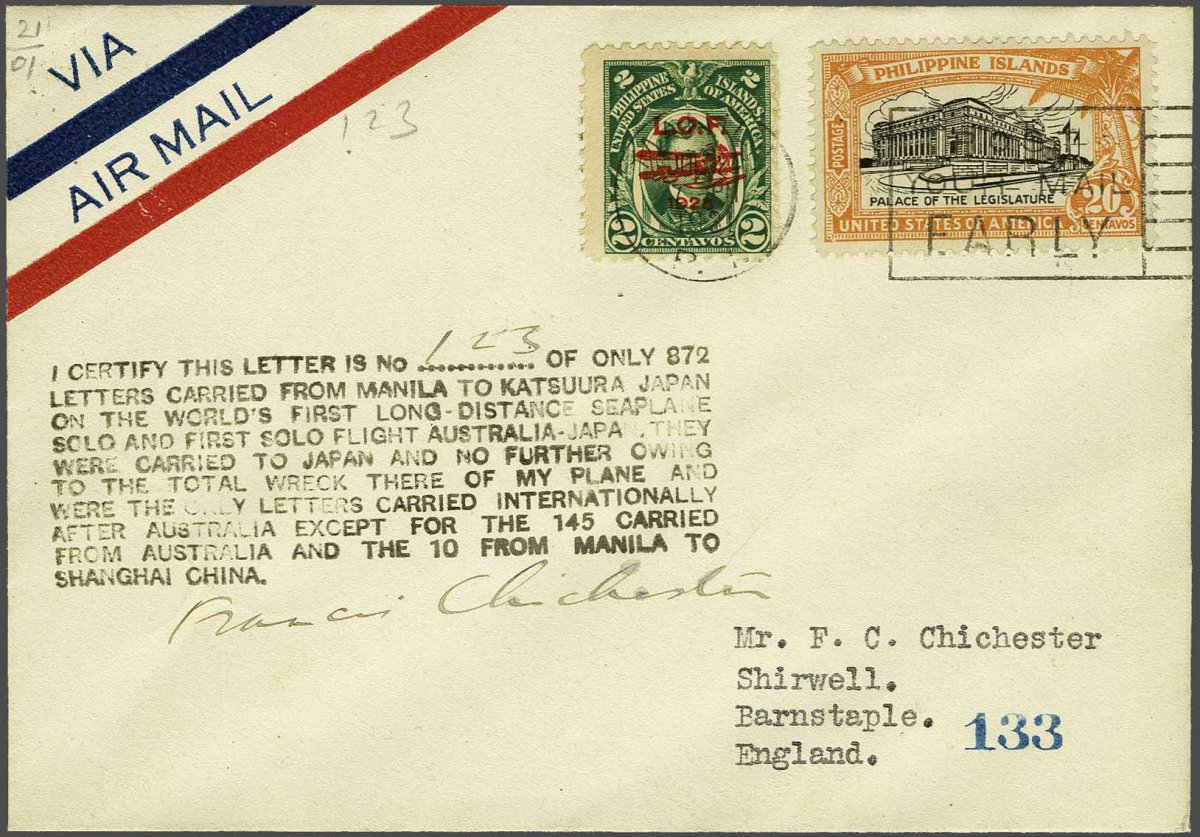 21
01
VIA
AIR MAIL
123
2 2
PHILIPPINE ISLANDS
UNITED STATES OF AMERICA
L.O.F.
1926
2 CENTAVOS 2
PHILIPPINE ISLANDS
POSTAGE
PALACE OF THE LEGISLATURE
UNITED STATES OF AMERICA
20
CENTAVOS
MAIL
EARLY
I CERTIFY THIS LETTER IS No 123 OF ONLY 872
LETTERS CARRIED FROM MANILA TO KATSUURA JAPAN
ON THE WORLD'S FIRST LONG-DISTANCE SEAPLANE
SOLO AND FIRST SOLO FLIGHT AUSTRALIA-JAPAN. THEY
WERE CARRIED TO JAPAN AND NO FURTHER OWING
TO THE TOTAL WRECK THERE OF MY PLANE AND
WERE THE ONLY LETTERS CARRIED INTERNATIONALLY
AFTER AUSTRALIA EXCEPT FOR THE 145 CARRIED
FROM AUSTRALIA AND THE 10 FROM MANILA TO
SHANGHAI CHINA.
Francis Chichester
Mr. F. C. Chichester
Shirwell.
Barnstaple.
England.
133